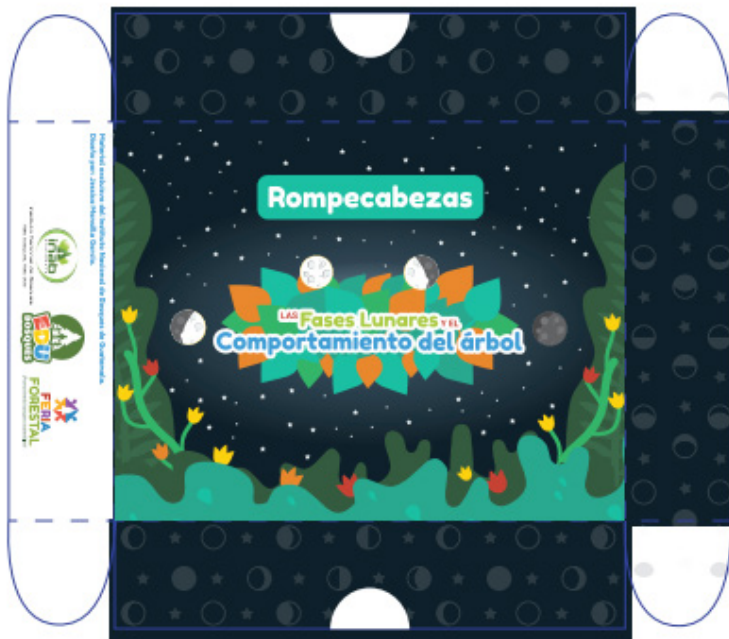 Rompecabezas
LAS Fases Lunares Y EL
Comportamiento del árbol
Material exclusivo del Instituto Nacional de Bosques de Guatemala.
Diseño por: Jessica Mansilla García.
inab
EDU
BOSQUES
FERIA
FORESTAL